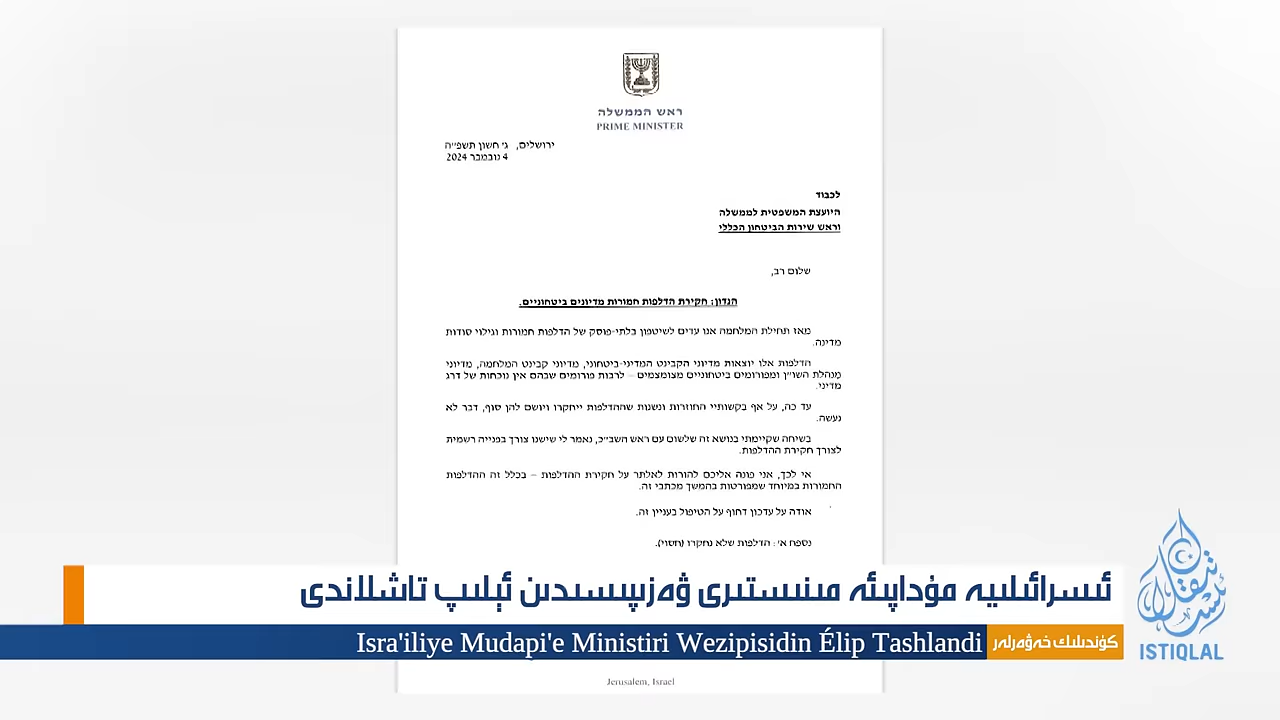 ראש הממשלה
PRIME MINISTER
ירושלים, ג' חשון תשפ"ה
4 נובמבר 2024
לכבוד
היועצת המשפטית לממשלה
וראש שירות הביטחון הכללי
שלום רב,
הנדון: חקירת הדלפות חמורות מדיונים ביטחוניים.
מאז תחילת המלחמה אנו עדים לשיטפון בלתי-פוסק של הדלפות חמורות וגילוי סודות
מדינה.
הדלפות אלו יוצאות מדיוני הקבינט המדיני-ביטחוני, מדיוני קבינט המלחמה, מדיוני
מְנהלת השו"ן ומפורומים ביטחוניים מצומצמים – לרבות פורומים שבהם אין נוכחות של דרג
מדיני.
עד כה, על אף בקשותיי החוזרות ונשנות שההדלפות ייחקרו ויושם להן סוף, דבר לא
נעשה.
בשיחה שקיימתי בנושא זה שלשום עם ראש השב"כ, נאמר לי שישנו צורך בפנייה רשמית
לצורך חקירת ההדלפות.
אי לכך, אני פונה אליכם להורות לאלתר על חקירת ההדלפות – בכלל זה ההדלפות
החמורות במיוחד שמפורטות בהמשך מכתבי זה.
אודה על עדכון דחוף על הטיפול בעניין זה.
נספח א': הדלפות שלא נחקרו (חסוי).
ئىسرائىلىيە مۇداپىئە مىنىستىرى ۋەزىپىسىدىن ئېلىپ تاشلاندى
Isra'iliye Mudapi'e Ministiri Wezipisidin Élip Tashlandi
كۈندىلىك خەۋەرلەر
ئىستىقلال
ISTIQLAL
Jerusalem, Israel